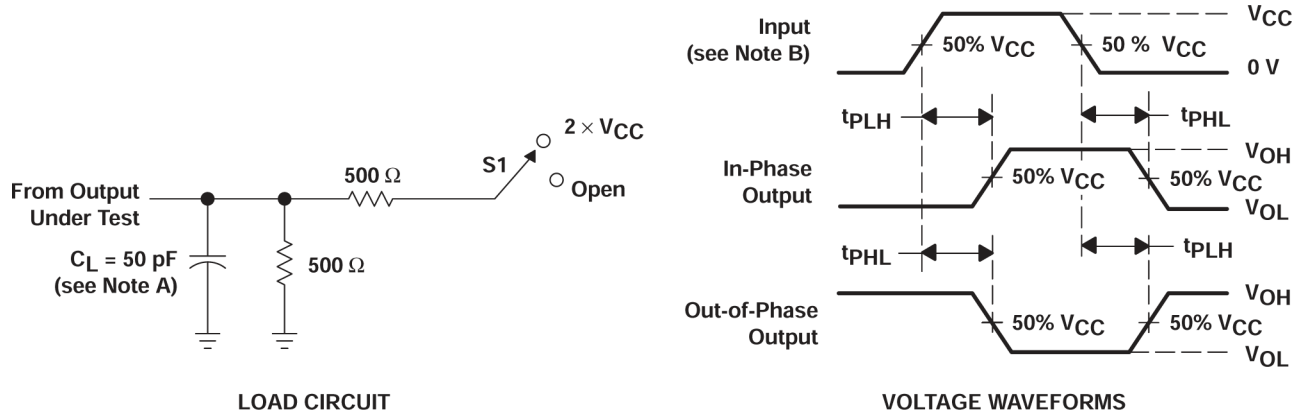 From Output
Under Test
CL = 50 pF
(see Note A)
500 Ω
500 Ω
S1
2 × VCC
Open
LOAD CIRCUIT
Input
(see Note B)
50% VCC
50 % VCC
VCC
0 V
tPLH
tPHL
In-Phase
Output
50% VCC
50% VCC
VOH
VOL
tPHL
tPLH
Out-of-Phase
Output
50% VCC
50% VCC
VOH
VOL
VOLTAGE WAVEFORMS